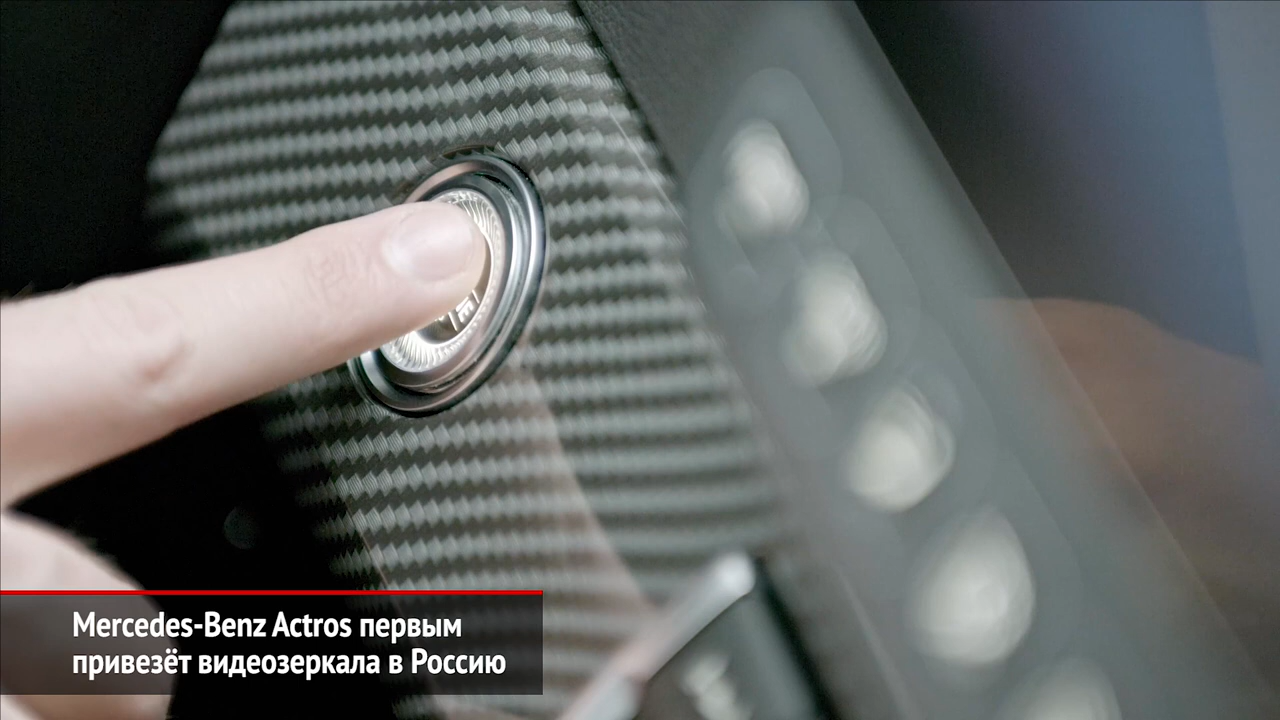 Mercedes-Benz Actros первым
привезёт видеозеркала в Россию